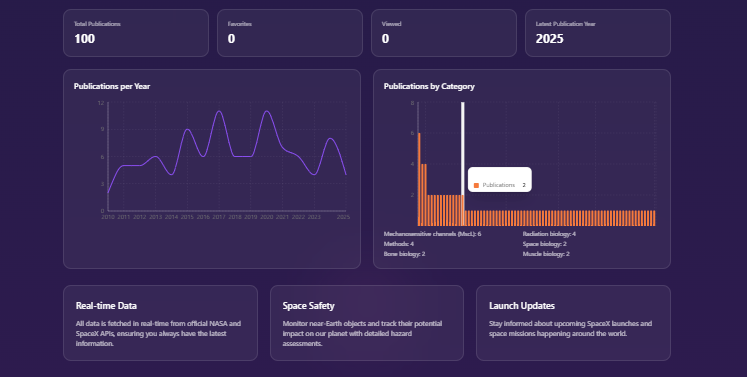 Total Publications
100
Favorites
0
Viewed
0
Latest Publication Year
2025
Publications per Year
12
9
6
3
0
2010 2011 2012 2013 2014 2015 2016 2017 2018 2019 2020 2021 2022 2023 2025
Publications by Category
8
6
4
2
Publications 2
Mechanosensitive channels (MscL): 6
Radiation biology: 4
Methods: 4
Space biology: 2
Bone biology: 2
Muscle biology: 2
Real-time Data
All data is fetched in real-time from official NASA and
SpaceX APIs, ensuring you always have the latest
information.
Space Safety
Monitor near-Earth objects and track their potential
impact on our planet with detailed hazard
assessments.
Launch Updates
Stay informed about upcoming SpaceX launches and
space missions happening around the world.